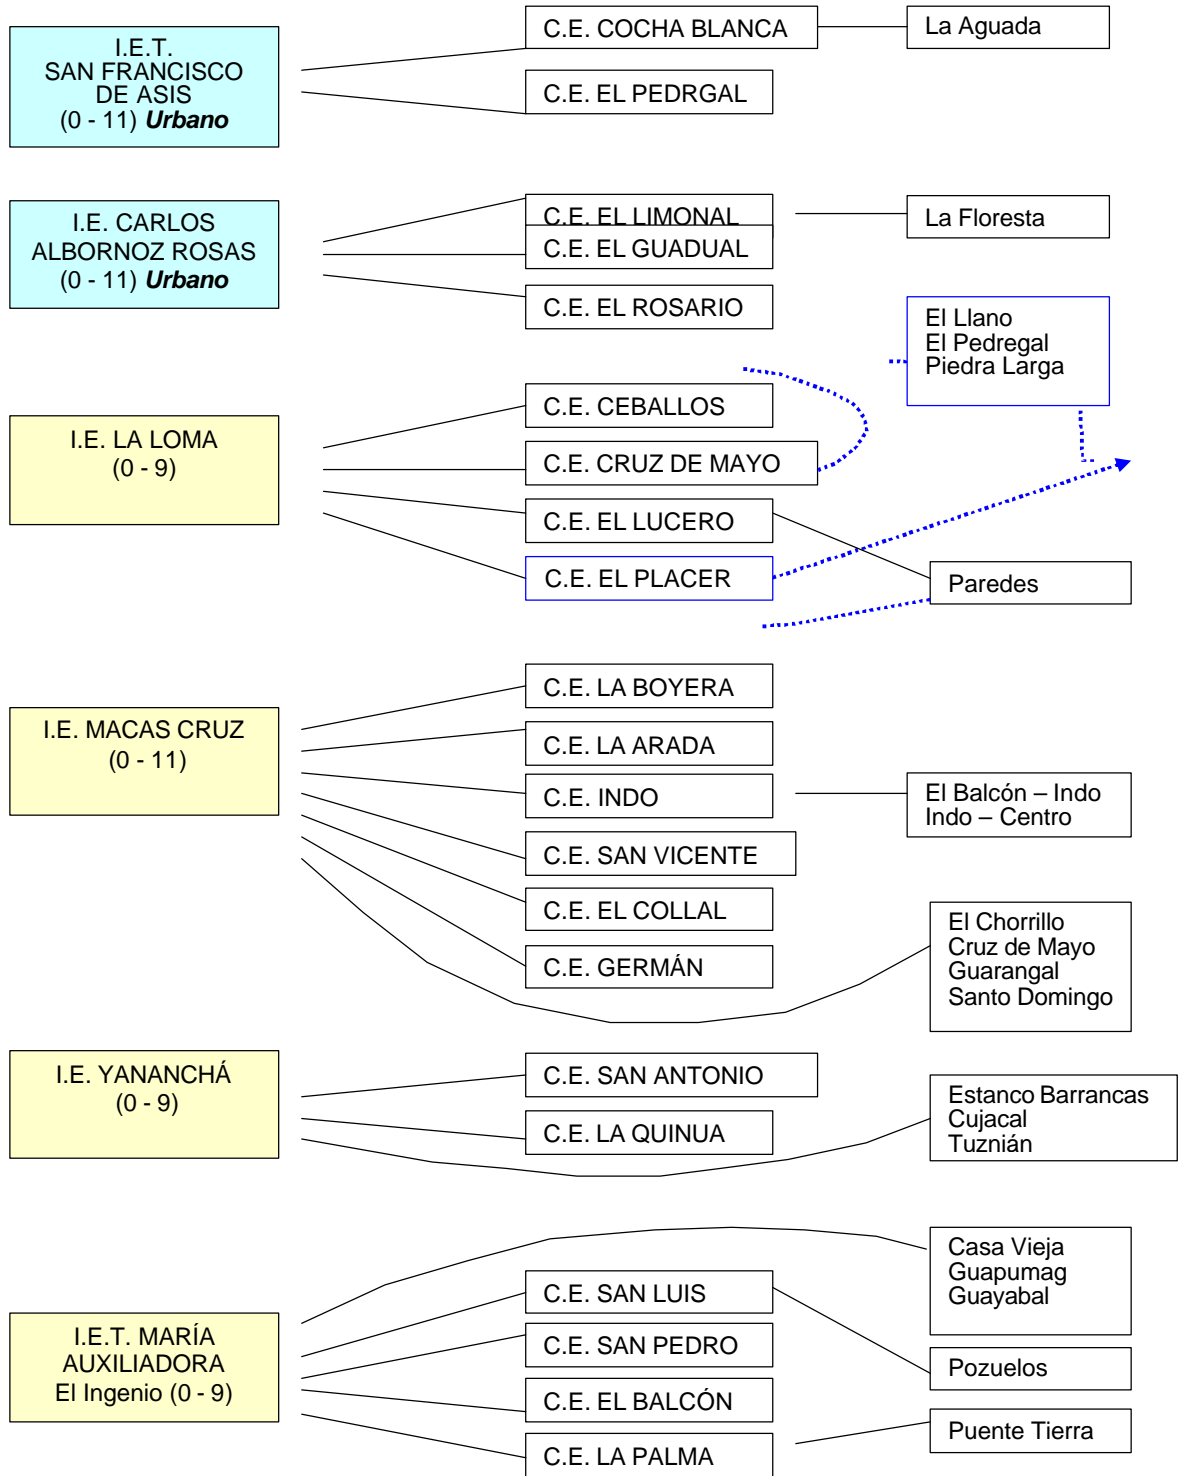 I.E.T.
SAN FRANCISCO
DE ASIS
(0 - 11) Urbano
C.E. COCHA BLANCA
La Aguada
C.E. EL PEDRGAL
I.E. CARLOS
ALBORNOZ ROSAS
(0 - 11) Urbano
C.E. EL LIMONAL
La Floresta
C.E. EL GUADUAL
C.E. EL ROSARIO
El Llano
El Pedregal
Piedra Larga
I.E. LA LOMA
(0 - 9)
C.E. CEBALLOS
C.E. CRUZ DE MAYO
C.E. EL LUCERO
C.E. EL PLACER
Paredes
I.E. MACAS CRUZ
(0 - 11)
C.E. LA BOYERA
C.E. LA ARADA
C.E. INDO
El Balcón – Indo
Indo – Centro
C.E. SAN VICENTE
C.E. EL COLLAL
C.E. GERMÁN
El Chorrillo
Cruz de Mayo
Guarangal
Santo Domingo
I.E. YANANCHÁ
(0 - 9)
C.E. SAN ANTONIO
C.E. LA QUINUA
Estanco Barrancas
Cujacal
Tuznián
I.E.T. MARÍA
AUXILIADORA
El Ingenio (0 - 9)
Casa Vieja
Guapumag
Guayabal
C.E. SAN LUIS
C.E. SAN PEDRO
Pozuelos
C.E. EL BALCÓN
Puente Tierra
C.E. LA PALMA